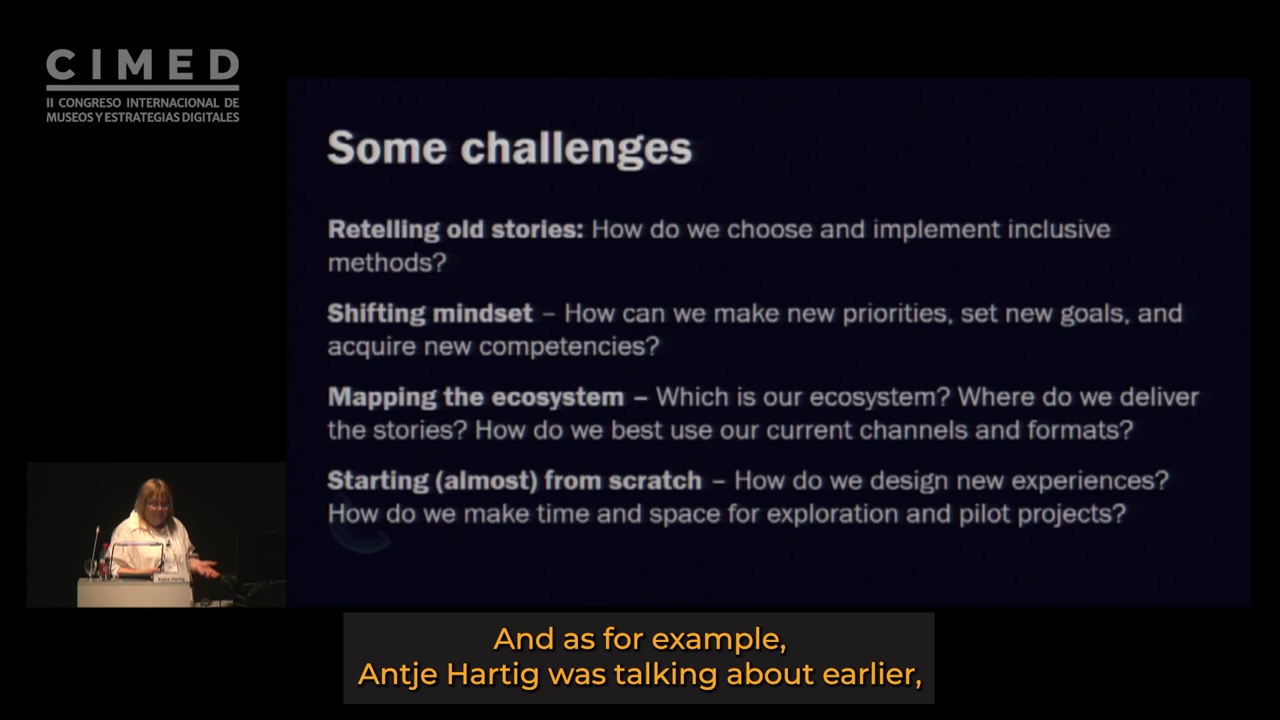 CIMED
II CONGRESO INTERNACIONAL DE
MUSEOS Y ESTRATEGIAS DIGITALES
Some challenges
Retelling old stories: How do we choose and implement inclusive
methods?
Shifting mindset – How can we make new priorities, set new goals, and
acquire new competencies?
Mapping the ecosystem – Which is our ecosystem? Where do we deliver
the stories? How do we best use our current channels and formats?
Starting (almost) from scratch – How do we design new experiences?
How do we make time and space for exploration and pilot projects?
And as for example,
Antje Hartig was talking about earlier,